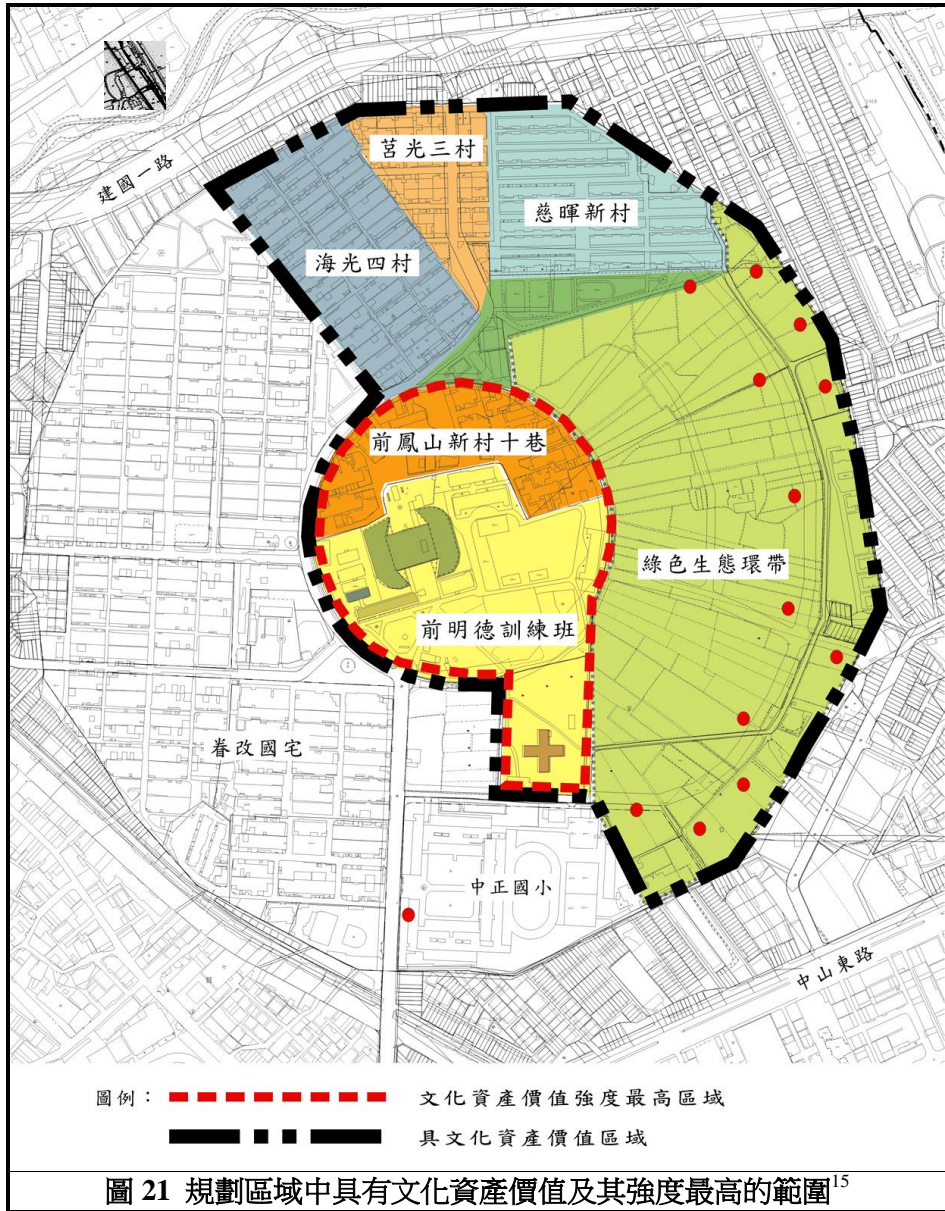 莒光三村
建國一路
慈暉新村
海光四村
前鳳山新村十巷
綠色生態環帶
前明德訓練班
眷改國宅
中正國小
中山東路
圖例：
文化資產價值強度最高區域
具文化資產價值區域
圖 21 規劃區域中具有文化資產價值及其強度最高的範圍15